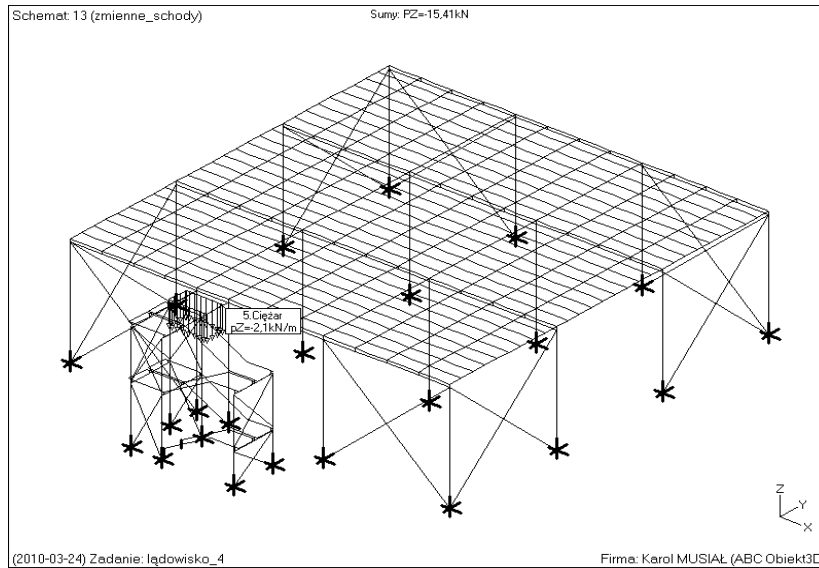 Schemat: 13 (zmienne_schody)
Sumy: PZ=-15,41kN
5.Ciężar
pZ=-2,1kN/m
Z
Y
X
(2010-03-24) Zadanie: lądowisko_4
Firma: Karol MUSIAŁ (ABC Obiekt3D